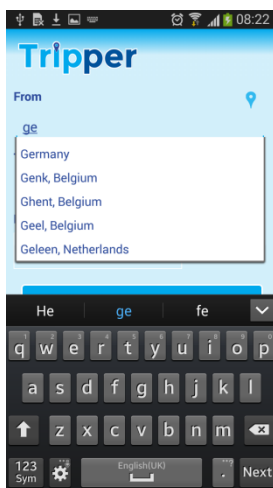 08:22
Tripper
From
ge
Germany
Genk, Belgium
Ghent, Belgium
Geel, Belgium
Geleen, Netherlands
He ge fe
q w e r t y u i o p
a s d f g h j k l
z x c v b n m
123
Sym
English(UK)
.
Next